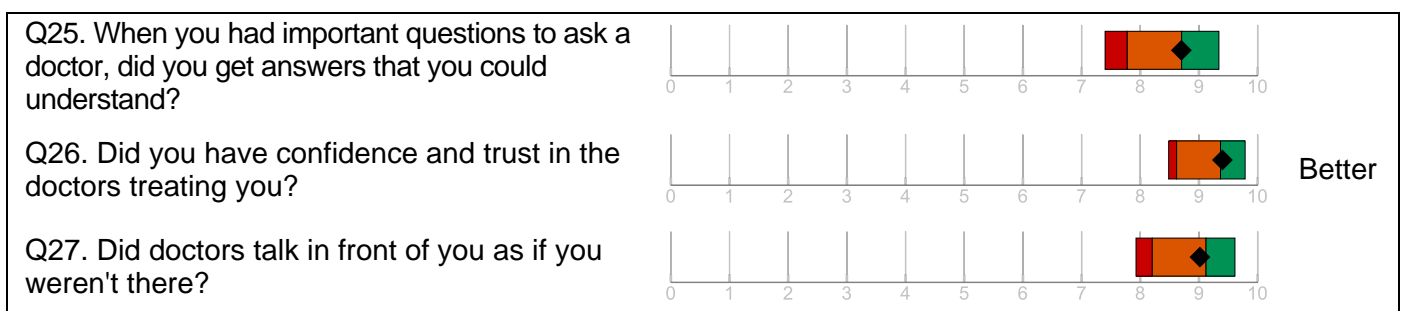 Q25. When you had important questions to ask a
doctor, did you get answers that you could
understand?
0 1 2 3 4 5 6 7 8 9 10
Q26. Did you have confidence and trust in the
doctors treating you?
0 1 2 3 4 5 6 7 8 9 10
Better
Q27. Did doctors talk in front of you as if you
weren't there?
0 1 2 3 4 5 6 7 8 9 10